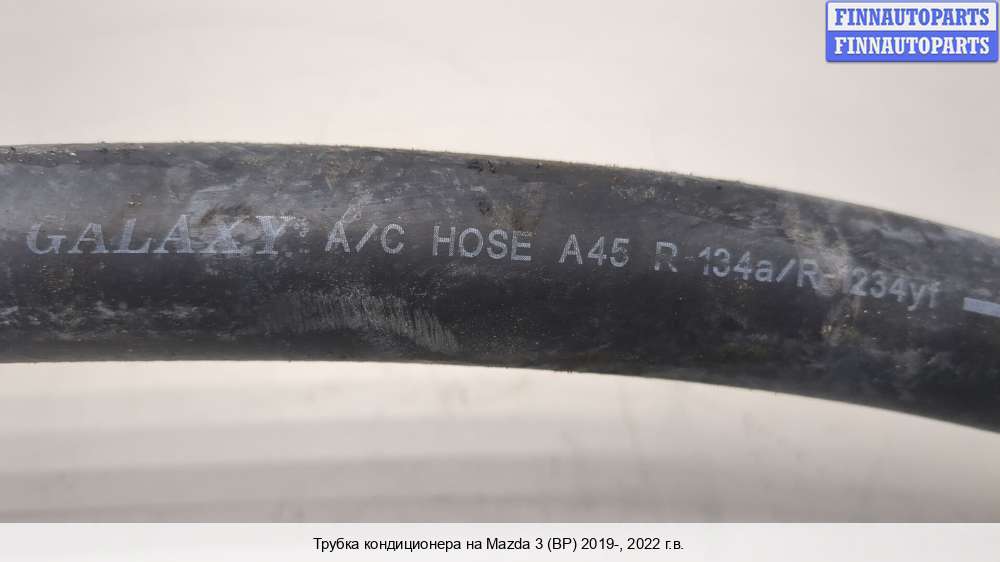 FINNAUTOPARTS
FINNAUTOPARTS
GALAXY A/C HOSE A45 R-134a/R-1234yf
Трубка кондиционера на Mazda 3 (BP) 2019-, 2022 г.в.